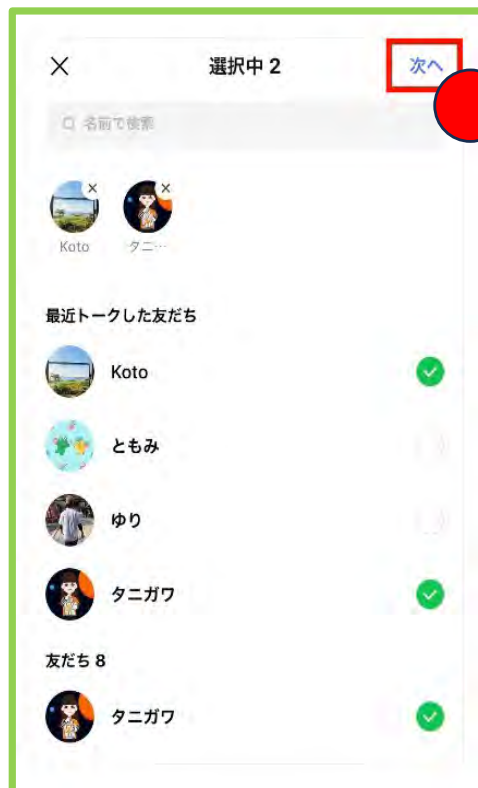 選択中 2
次へ
名前で検索
Koto
タニ…
最近トークした友だち
Koto
ともみ
ゆり
タニガワ
友だち 8
タニガワ